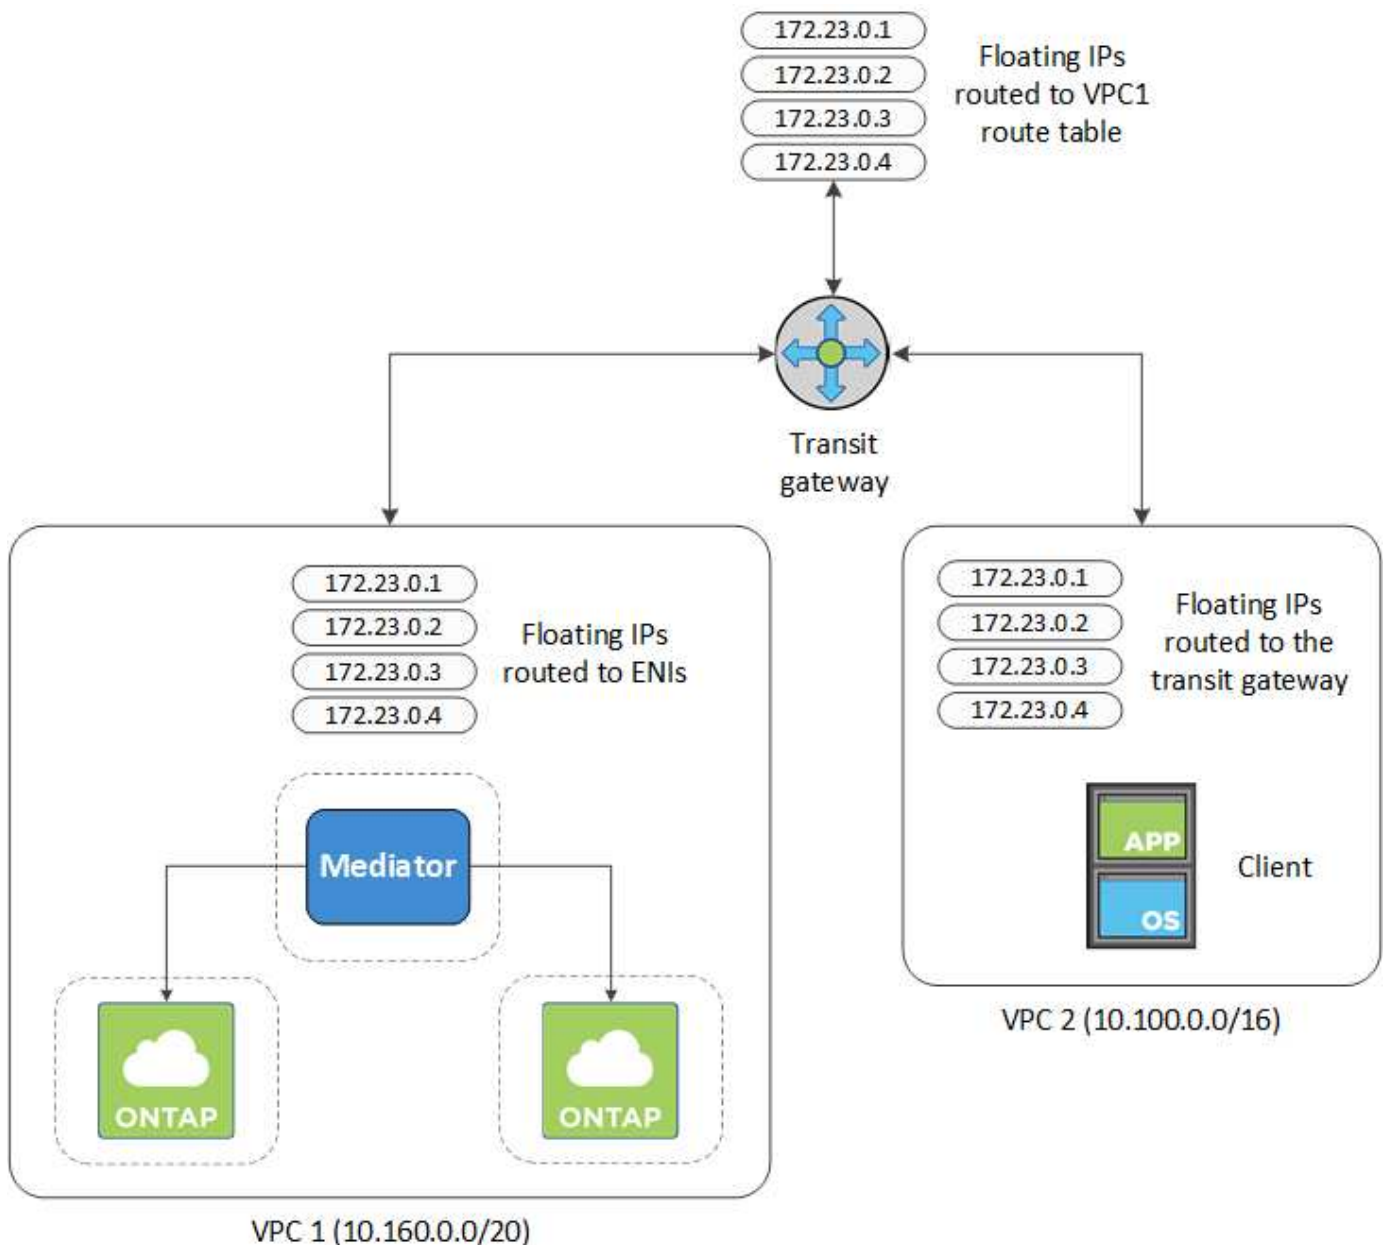 172.23.0.1
172.23.0.2
172.23.0.3
172.23.0.4
Floating IPs
routed to VPC1
route table
Transit
gateway
172.23.0.1
172.23.0.2
172.23.0.3
172.23.0.4
Floating IPs
routed to ENIs
Mediator
ONTAP
ONTAP
VPC 1 (10.160.0.0/20)
172.23.0.1
172.23.0.2
172.23.0.3
172.23.0.4
Floating IPs
routed to the
transit gateway
APP
OS
Client
VPC 2 (10.100.0.0/16)